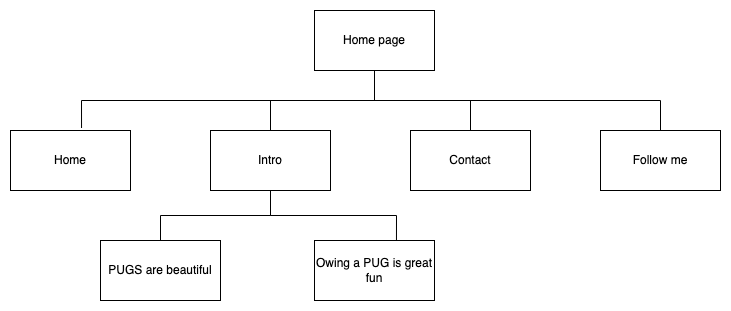 Home page
Home
Intro
Contact
Follow me
PUGS are beautiful
Owing a PUG is great
fun